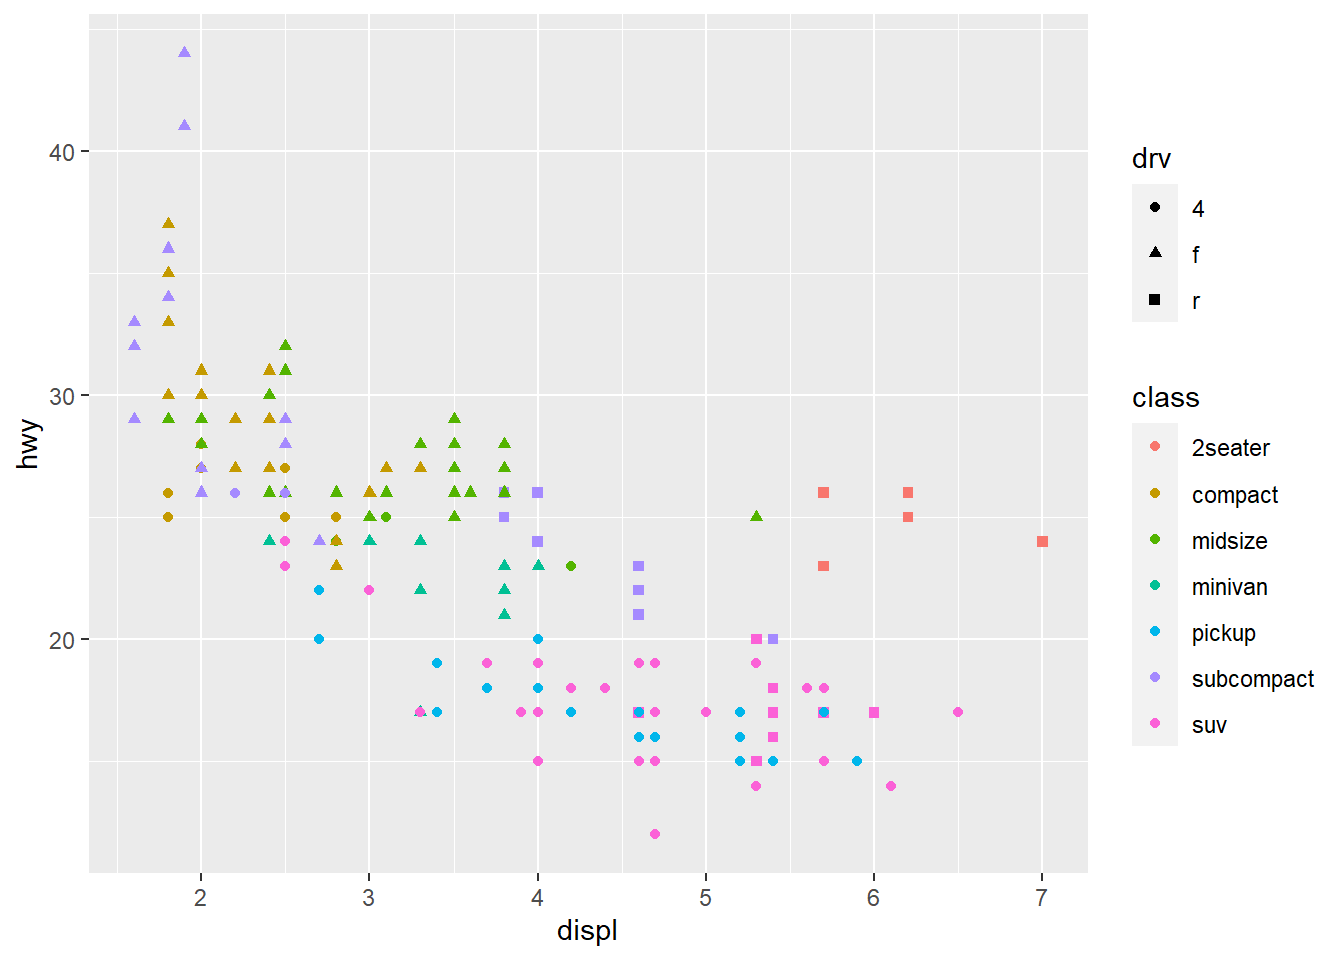 40
30
20
hwy
2
3
4
5
6
7
displ
drv
4
f
r
class
2seater
compact
midsize
minivan
pickup
subcompact
suv